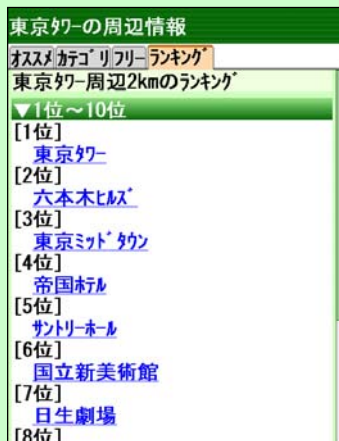 東京ﾀﾜｰの周辺情報
ｵｽｽﾒ ｶﾃｺﾞﾘ ﾌﾘｰ ﾗﾝｷﾝｸﾞ
東京ﾀﾜｰ周辺2kmのﾗﾝｷﾝｸﾞ
▼1位～10位
[1位]
東京ﾀﾜｰ
[2位]
六本木ﾋﾙｽﾞ
[3位]
東京ﾐｯﾄﾞﾀｳﾝ
[4位]
帝国ﾎﾃﾙ
[5位]
ｻﾝﾄﾘｰﾎｰﾙ
[6位]
国立新美術館
[7位]
日生劇場
[8位]